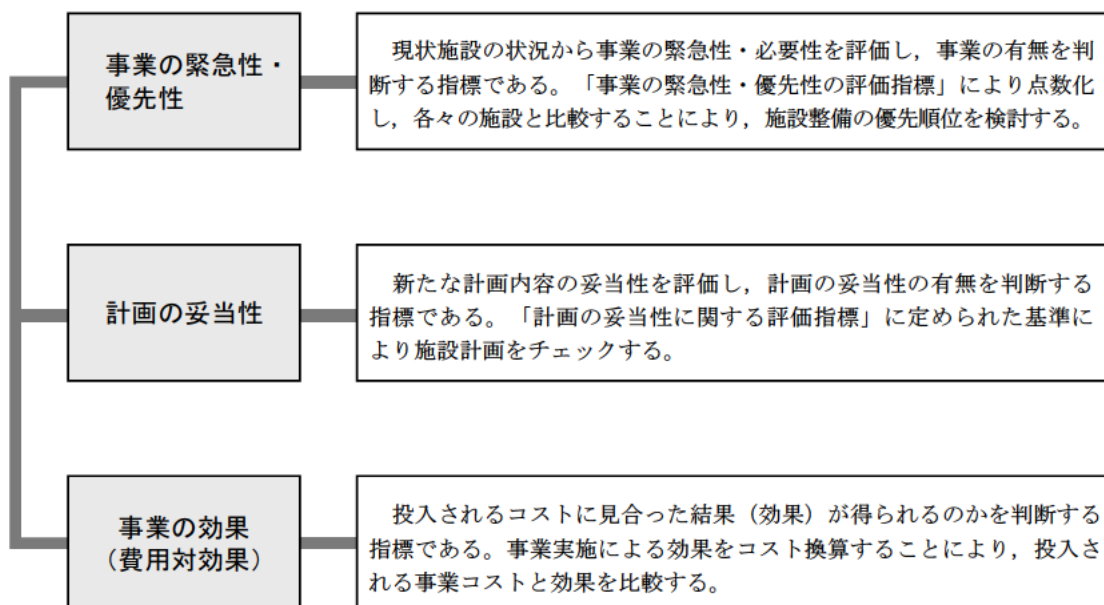 事業の緊急性・
優先性
現状施設の状況から事業の緊急性・必要性を評価し，事業の有無を判
断する指標である。「事業の緊急性・優先性の評価指標」により点数化
し，各々の施設と比較することにより，施設整備の優先順位を検討する。
計画の妥当性
新たな計画内容の妥当性を評価し，計画の妥当性の有無を判断する
指標である。「計画の妥当性に関する評価指標」に定められた基準に
より施設計画をチェックする。
事業の効果
（費用対効果）
投入されるコストに見合った結果（効果）が得られるのかを判断する
指標である。事業実施による効果をコスト換算することにより，投入さ
れる事業コストと効果を比較する。